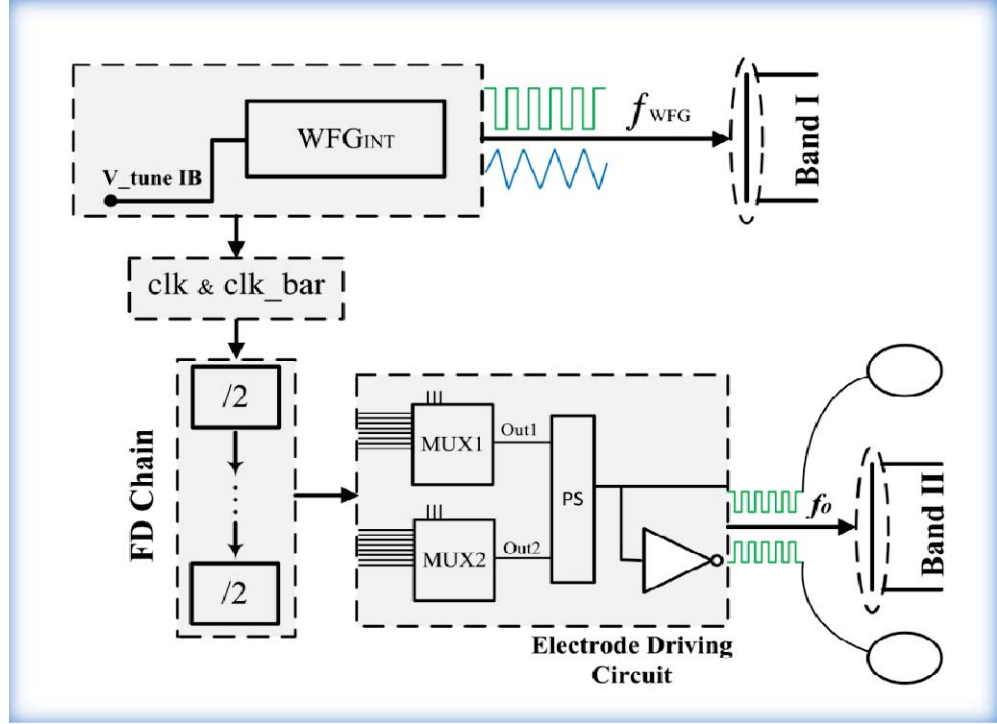 WFGINT
V_tune IB
fWFG
Band I
clk & clk_bar
FD Chain
/2
/2
MUX1
Out1
MUX2
Out2
PS
fo
Band II
Electrode Driving
Circuit